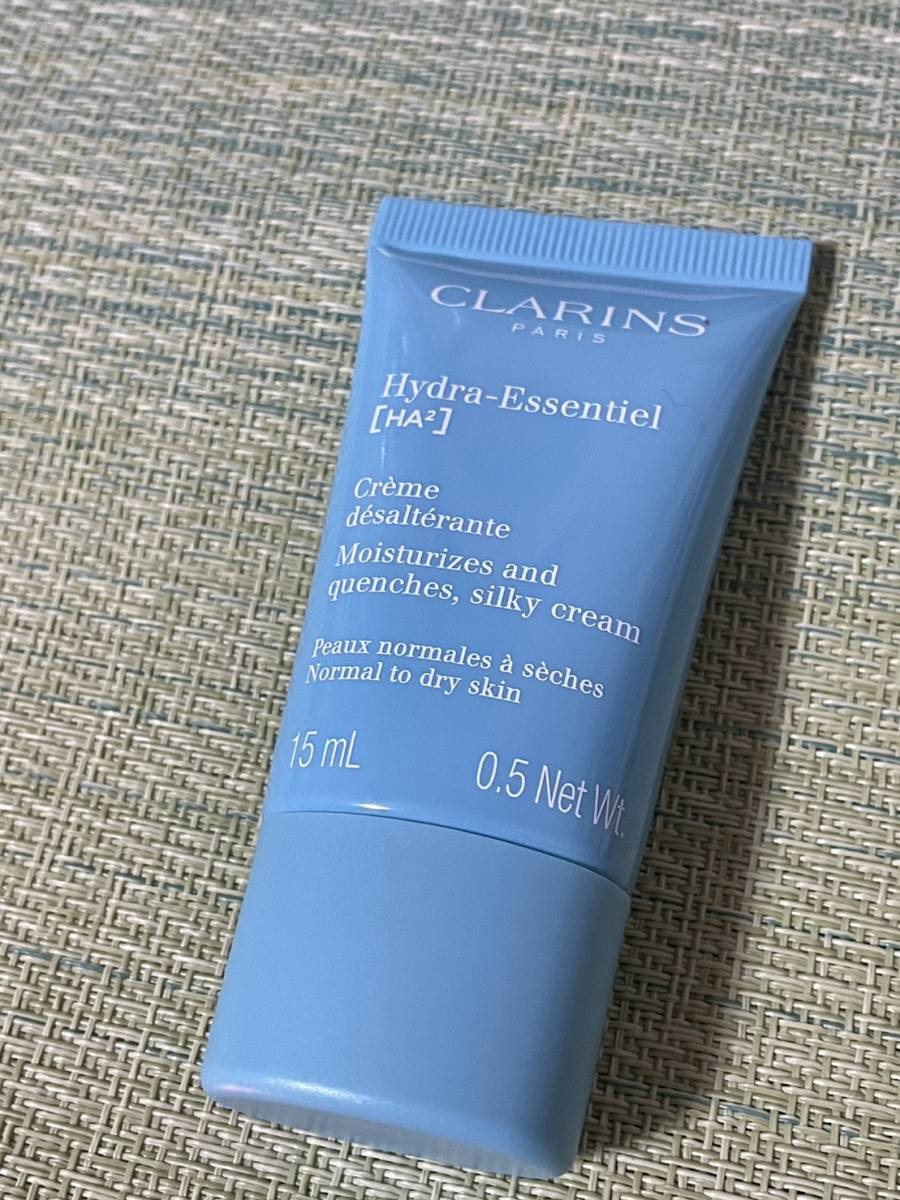 CLARINS
PARIS
Hydra-Essentiel
[HA²]
Crème
désaltérante
Moisturizes and
quenches, silky cream
Peaux normales à sèches
Normal to dry skin
15 mL 0.5 Net Wt.